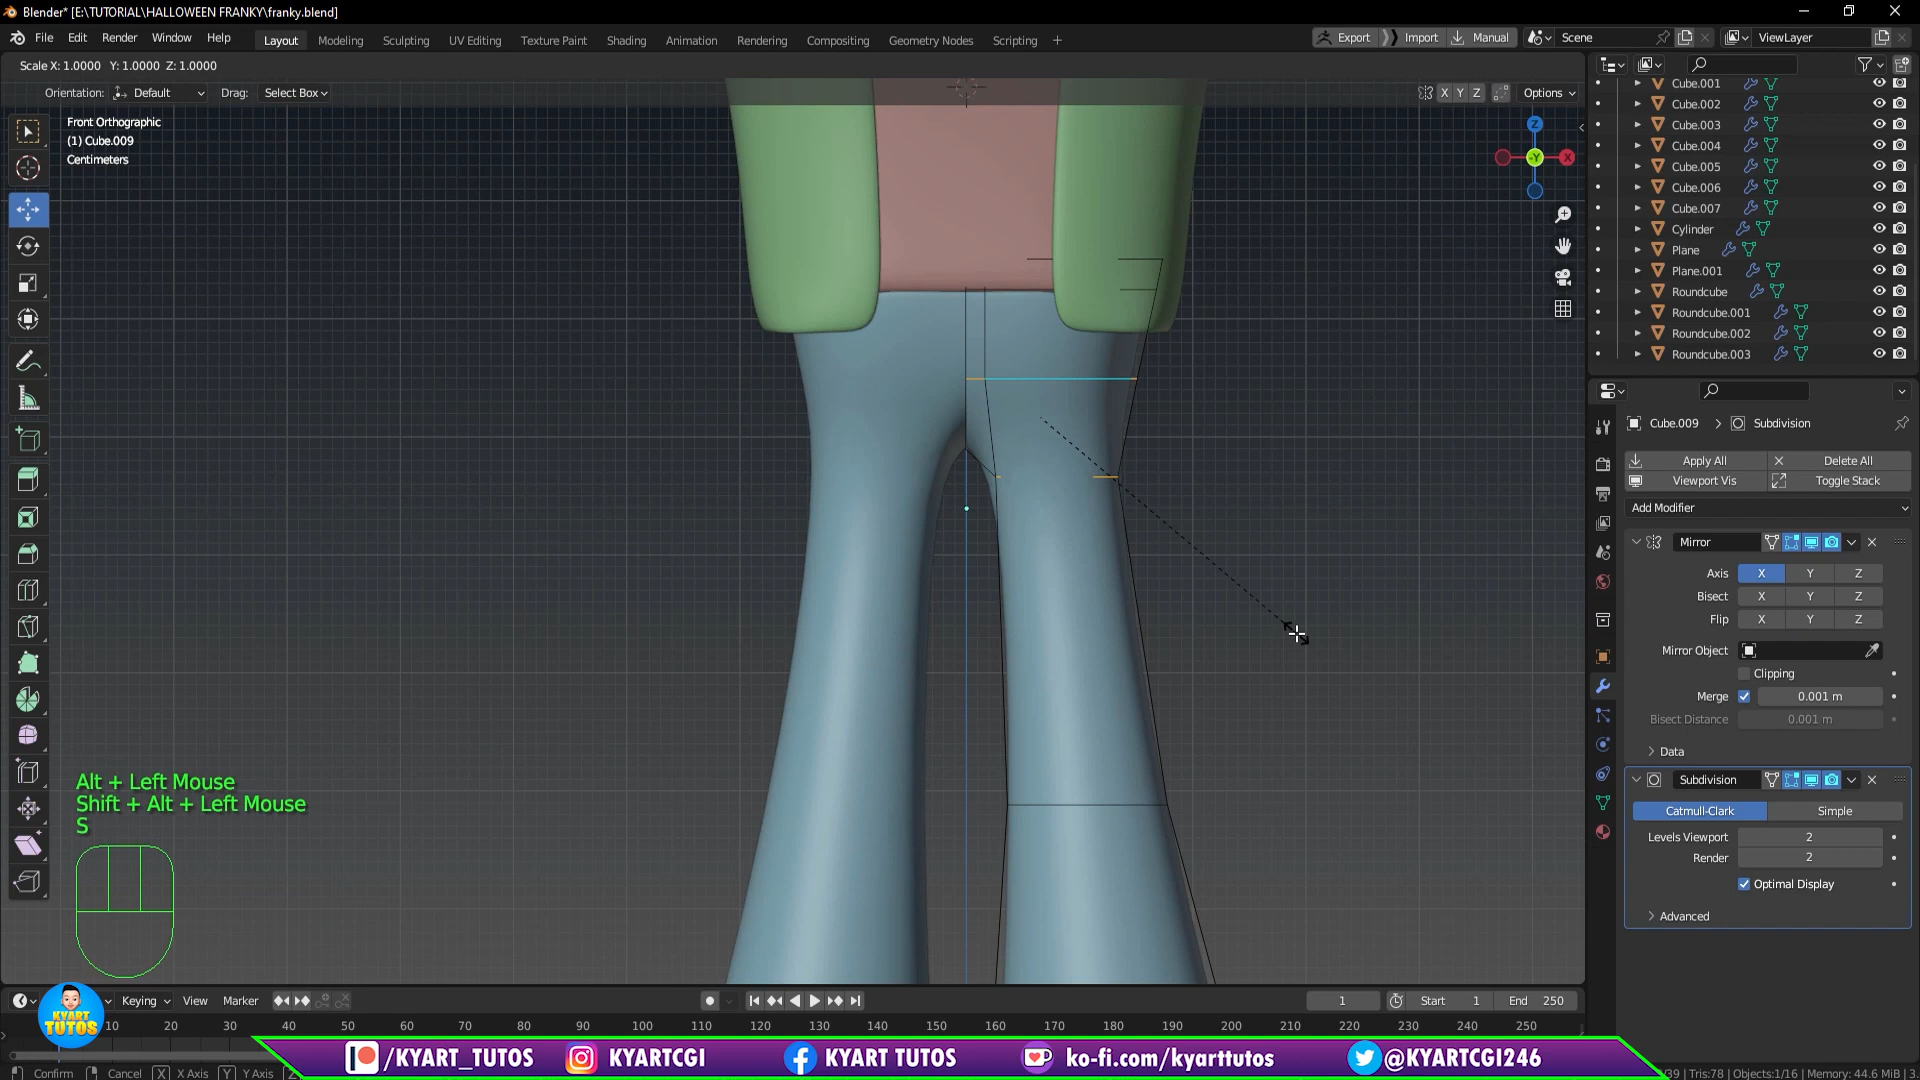 Blender* [E:\TUTORIAL\HALLOWEEN FRANKY\franky.blend]
File Edit Render Window Help
Layout Modeling Sculpting UV Editing Texture Paint Shading Animation Rendering Compositing Geometry Nodes Scripting +
Export Import Manual Scene ViewLayer
Scale X: 1.0000 Y: 1.0000 Z: 1.0000
Orientation: Default Drag: Select Box
X Y Z Options
Front Orthographic
(1) Cube.009
Centimeters
Z
-Y
X
Cube.001
Cube.002
Cube.003
Cube.004
Cube.005
Cube.006
Cube.007
Cylinder
Plane
Plane.001
Roundcube
Roundcube.001
Roundcube.002
Roundcube.003
Cube.009 > Subdivision
Apply All Delete All
Viewport Vis Toggle Stack
Add Modifier
Mirror
Axis X Y Z
Bisect X Y Z
Flip X Y Z
Mirror Object
Clipping
Merge 0.001 m
Bisect Distance 0.001 m
Data
Subdivision
Catmull-Clark Simple
Levels Viewport 2
Render 2
Optimal Display
Advanced
Alt + Left Mouse
Shift + Alt + Left Mouse
S
Keying View Marker
1 Start 1 End 250
10 20 30 40 50 60 70 80 90 100 110 120 130 140 150 160 170 180 190 200 210 220 230 240 250
KYART
TUTOS
/KYART_TUTOS KYARTCGI KYART TUTOS ko-fi.com/kyarttutos @KYARTCGI246
Confirm Cancel X X Axis Y Y Axis
/39 | Tris:78 | Objects:1/16 | Memory: 44.6 MiB | 3.